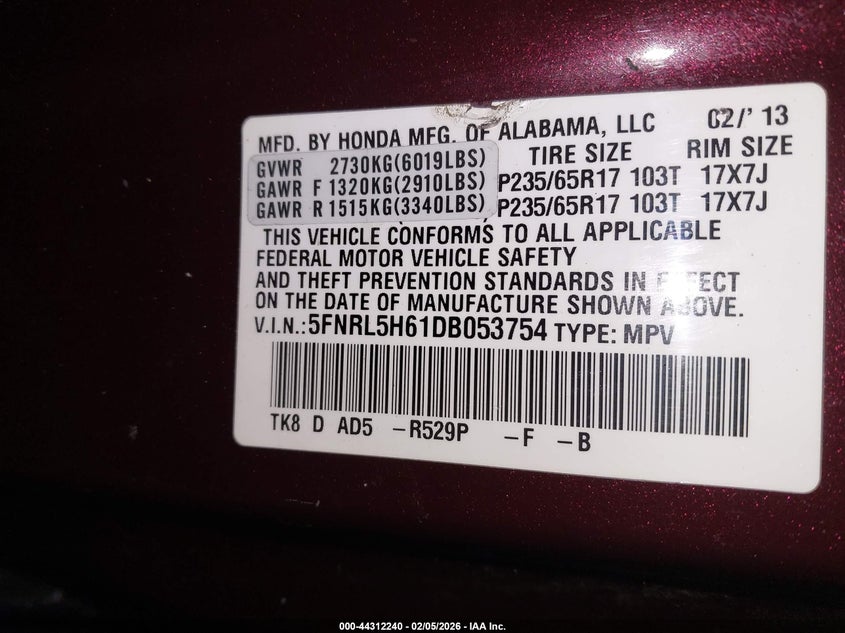 MFD. BY HONDA MFG. OF ALABAMA, LLC 02/' 13
TIRE SIZE RIM SIZE
GVWR 2730KG(6019LBS)
GAWR F 1320KG(2910LBS) P235/65R17 103T 17X7J
GAWR R 1515KG(3340LBS) P235/65R17 103T 17X7J
THIS VEHICLE CONFORMS TO ALL APPLICABLE
FEDERAL MOTOR VEHICLE SAFETY
AND THEFT PREVENTION STANDARDS IN EFFECT
ON THE DATE OF MANUFACTURE SHOWN ABOVE.
V.I.N.:5FNRL5H61DB053754 TYPE: MPV
TK8 D AD5 -R529P -F -B
000-44312240 - 02/05/2026 - IAA Inc.